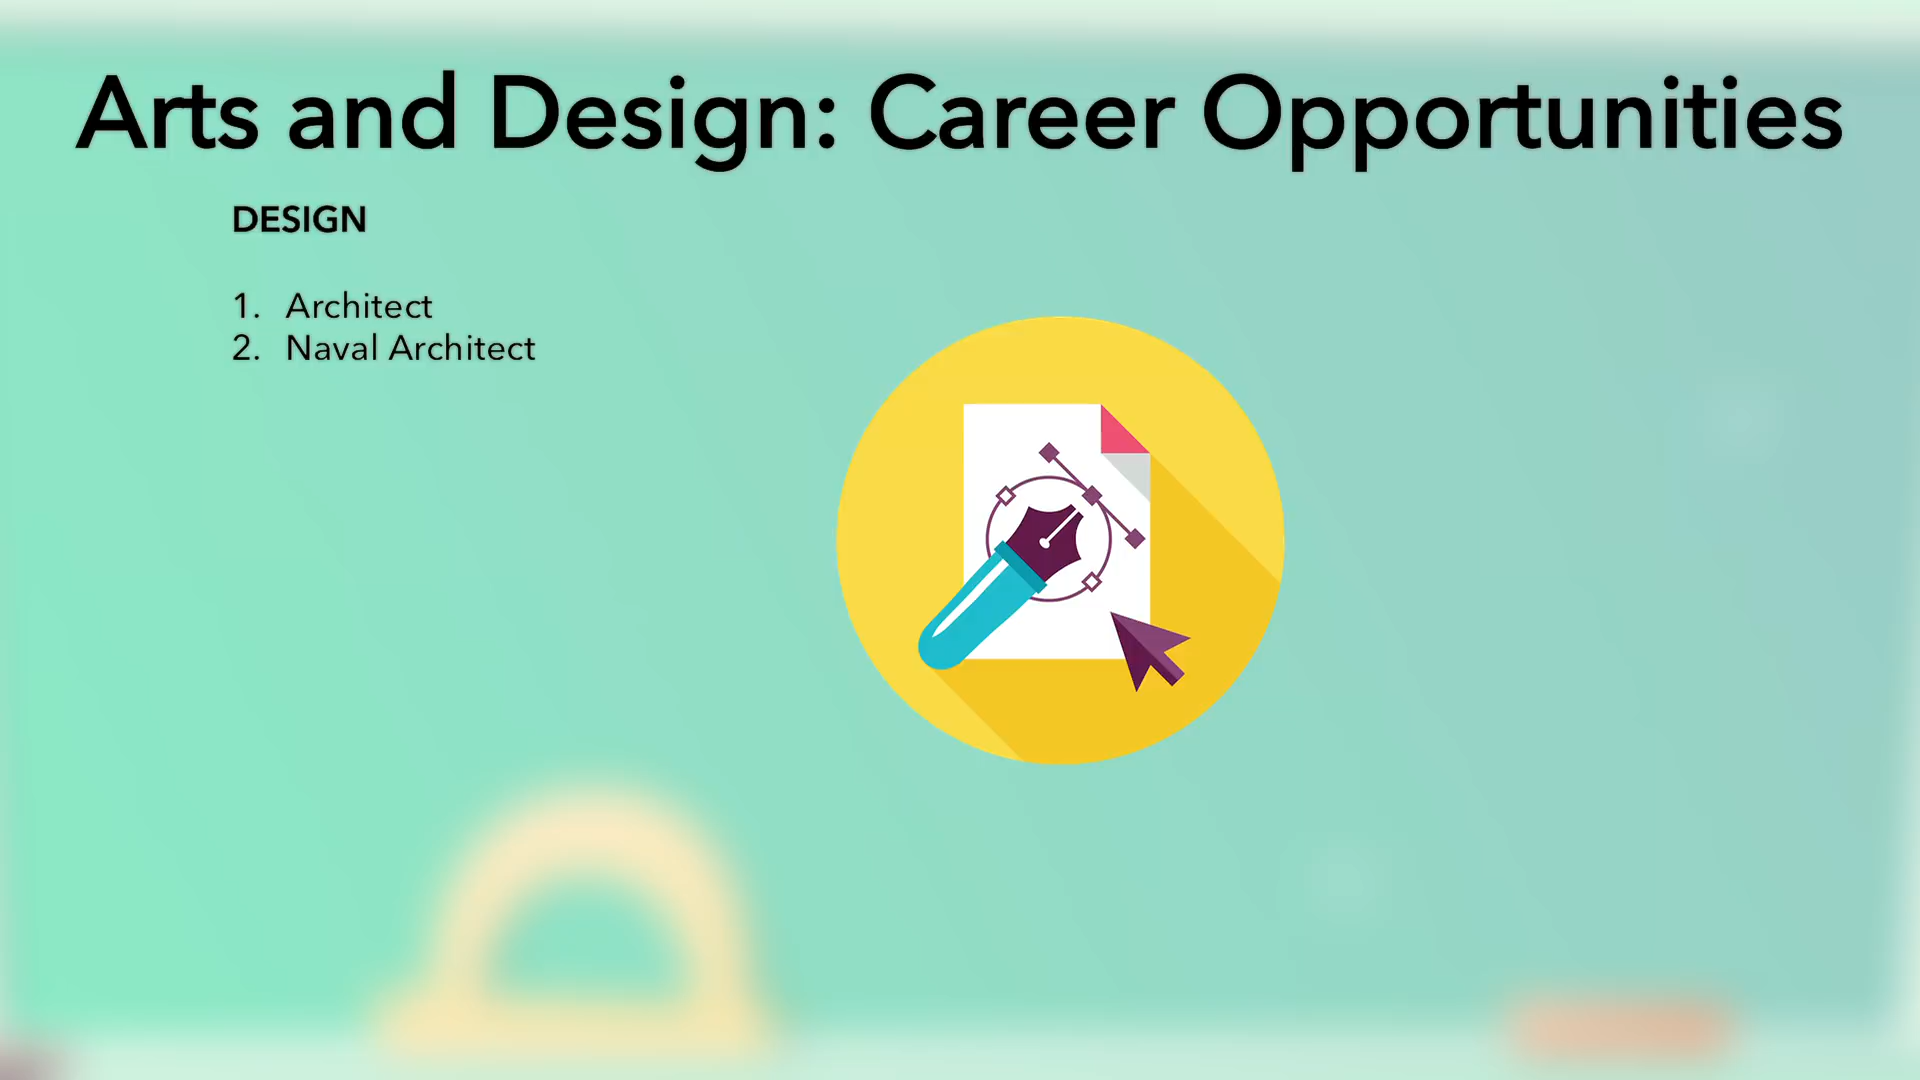 Arts and Design: Career Opportunities
DESIGN
1. Architect
2. Naval Architect